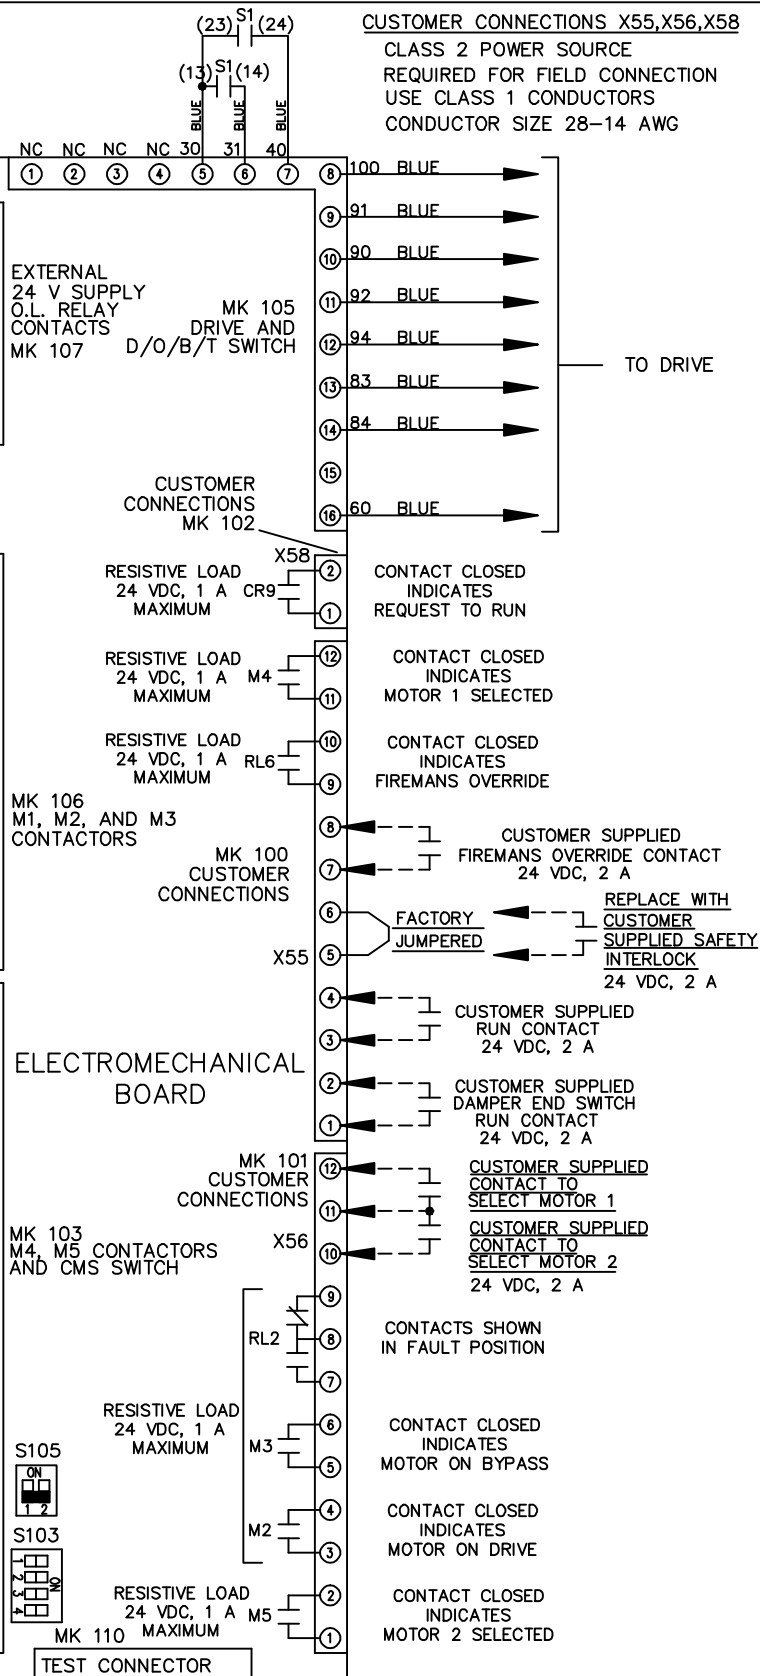 CUSTOMER CONNECTIONS X55,X56,X58
CLASS 2 POWER SOURCE
REQUIRED FOR FIELD CONNECTION
USE CLASS 1 CONDUCTORS
CONDUCTOR SIZE 28-14 AWG
(23) S1 (24)
(13) S1 (14)
BLUE BLUE BLUE
NC NC NC NC 30 31 40
1 2 3 4 5 6 7
8 100 BLUE
9 91 BLUE
10 90 BLUE
11 92 BLUE
12 94 BLUE
13 83 BLUE
14 84 BLUE
15
16 60 BLUE
TO DRIVE
EXTERNAL
24 V SUPPLY
O.L. RELAY
CONTACTS
MK 107
MK 105
DRIVE AND
D/O/B/T SWITCH
CUSTOMER
CONNECTIONS
MK 102
X58
RESISTIVE LOAD
24 VDC, 1 A
MAXIMUM
CR9
2
1
CONTACT CLOSED
INDICATES
REQUEST TO RUN
RESISTIVE LOAD
24 VDC, 1 A
MAXIMUM
M4
12
11
CONTACT CLOSED
INDICATES
MOTOR 1 SELECTED
RESISTIVE LOAD
24 VDC, 1 A
MAXIMUM
RL6
10
9
CONTACT CLOSED
INDICATES
FIREMANS OVERRIDE
MK 106
M1, M2, AND M3
CONTACTORS
MK 100
CUSTOMER
CONNECTIONS
X55
8
7
CUSTOMER SUPPLIED
FIREMANS OVERRIDE CONTACT
24 VDC, 2 A
6
5
FACTORY
JUMPERED
REPLACE WITH
CUSTOMER
SUPPLIED SAFETY
INTERLOCK
24 VDC, 2 A
4
3
CUSTOMER SUPPLIED
RUN CONTACT
24 VDC, 2 A
ELECTROMECHANICAL
BOARD
2
1
CUSTOMER SUPPLIED
DAMPER END SWITCH
RUN CONTACT
24 VDC, 2 A
MK 101
CUSTOMER
CONNECTIONS
X56
12
11
10
CUSTOMER SUPPLIED
CONTACT TO
SELECT MOTOR 1
CUSTOMER SUPPLIED
CONTACT TO
SELECT MOTOR 2
24 VDC, 2 A
MK 103
M4, M5 CONTACTORS
AND CMS SWITCH
RL2
9
8
7
CONTACTS SHOWN
IN FAULT POSITION
RESISTIVE LOAD
24 VDC, 1 A
MAXIMUM
M3
6
5
CONTACT CLOSED
INDICATES
MOTOR ON BYPASS
M2
4
3
CONTACT CLOSED
INDICATES
MOTOR ON DRIVE
S105
ON
1 2
S103
1
2
3
4
ON
RESISTIVE LOAD
24 VDC, 1 A
MAXIMUM
M5
2
1
CONTACT CLOSED
INDICATES
MOTOR 2 SELECTED
MK 110
TEST CONNECTOR